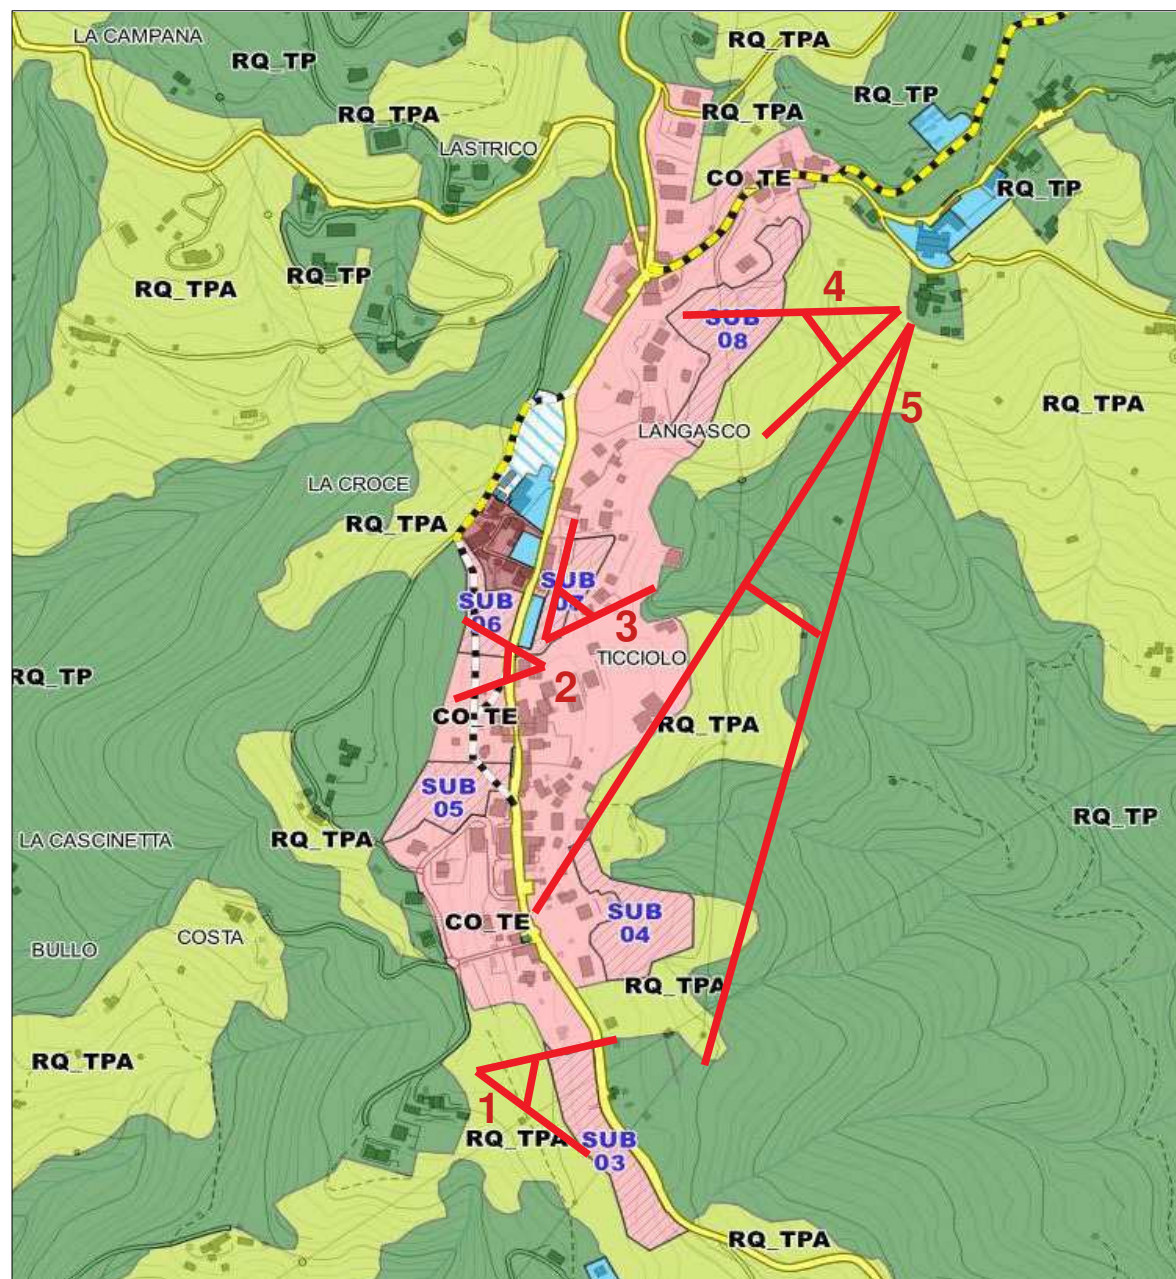 LA CAMPANA
RQ_TP
RQ_TPA
RQ_TPA
LASTRICO
RQ_TPA
RQ_TP
CO_TE
RQ_TP
RQ_TPA
RQ_TP
4
SUB
08
5
RQ_TPA
LANGASCO
LA CROCE
RQ_TPA
SUB
07
SUB
06
3
TICCIOLO
2
RQ_TP
CO_TE
RQ_TPA
SUB
05
RQ_TP
LA CASCINETTA
RQ_TPA
SUB
04
CO_TE
COSTA
BULLO
RQ_TPA
RQ_TPA
1
RQ_TPA
SUB
03
RQ_TPA